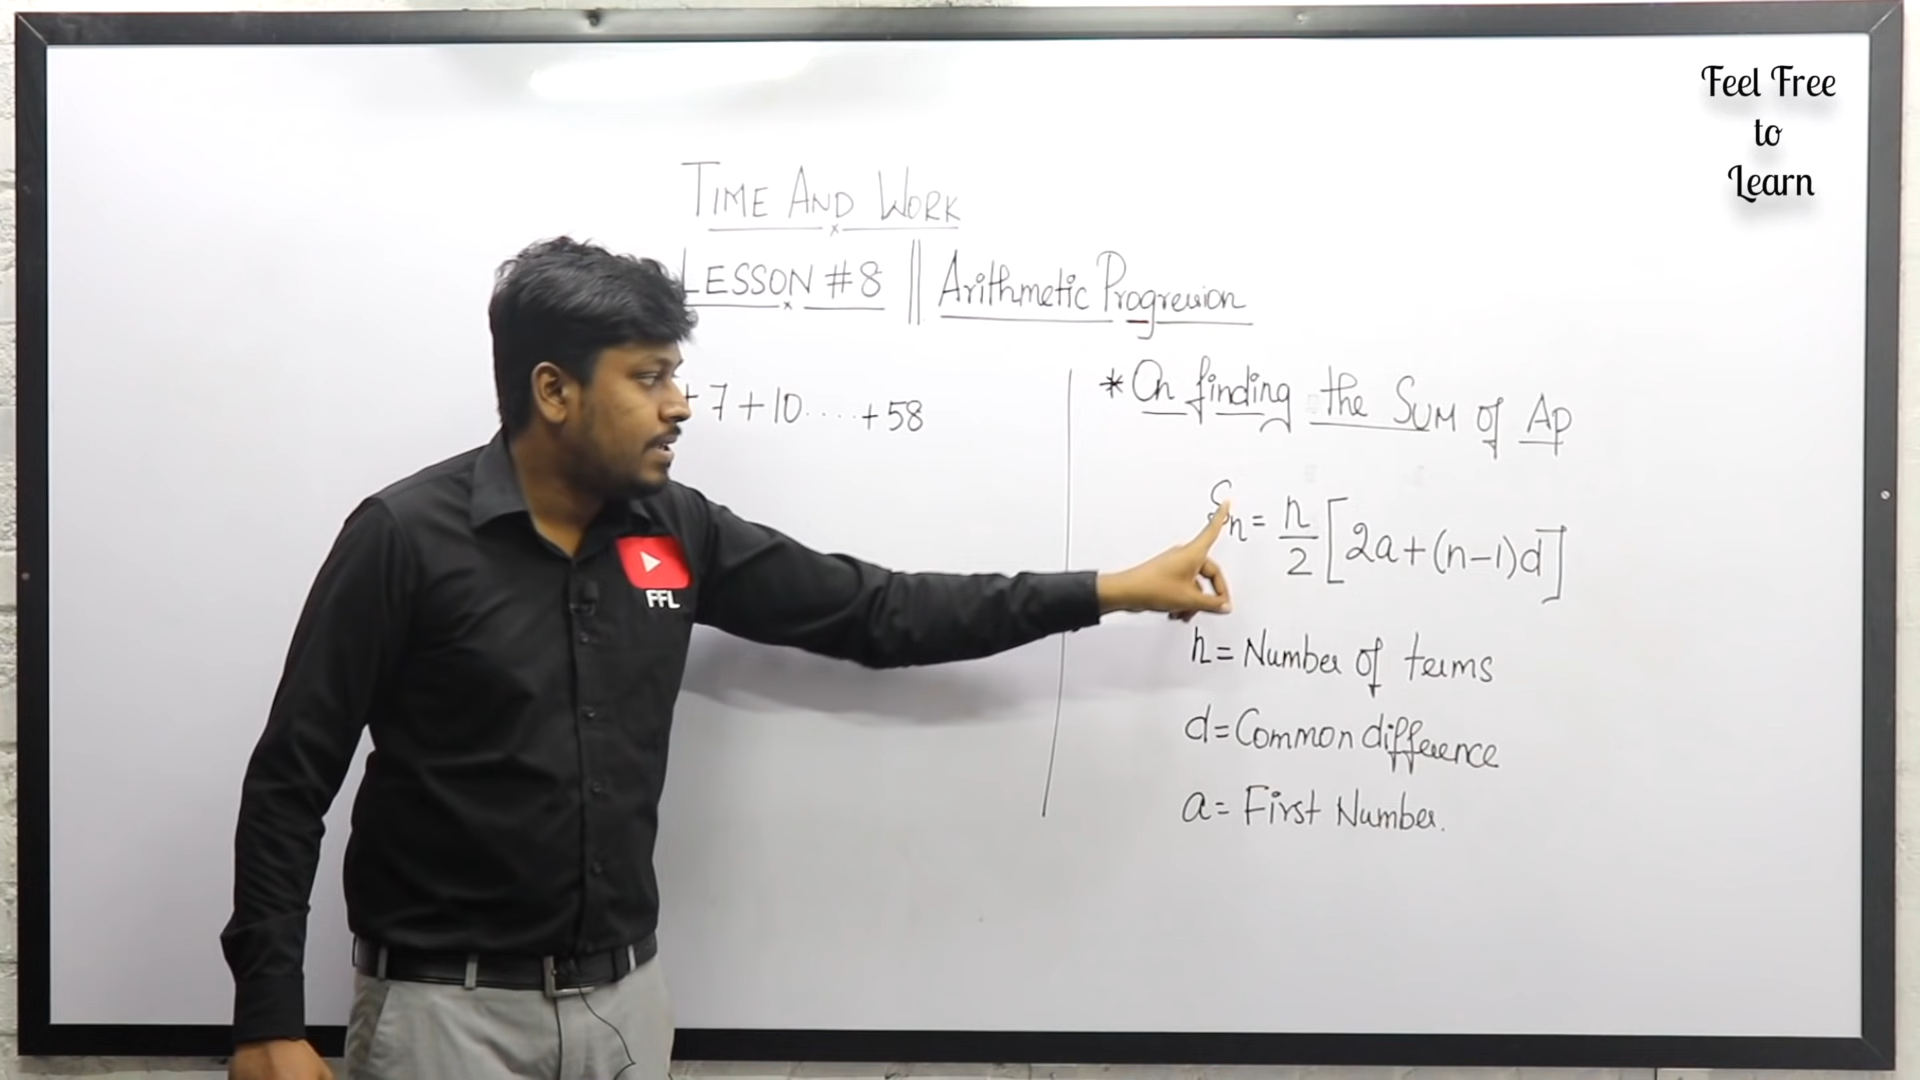 Feel Free
to
Learn
TIME AND WORK
LESSON #8 || Arithmetic Progression
+ 7 + 10 ..... + 58
* On finding the SUM of Ap
Sn = n/2 [2a + (n-1)d]
n = Number of terms
d = Common difference
a = First Number.
FFL